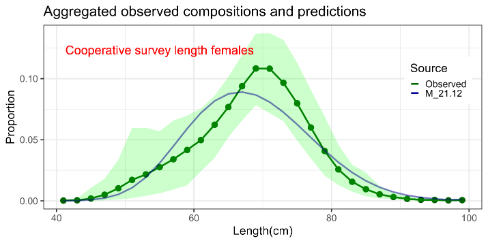 Aggregated observed compositions and predictions
Cooperative survey length females
Source
Observed
M_21.12
Proportion
0.10
0.05
0.00
40
60
80
100
Length(cm)